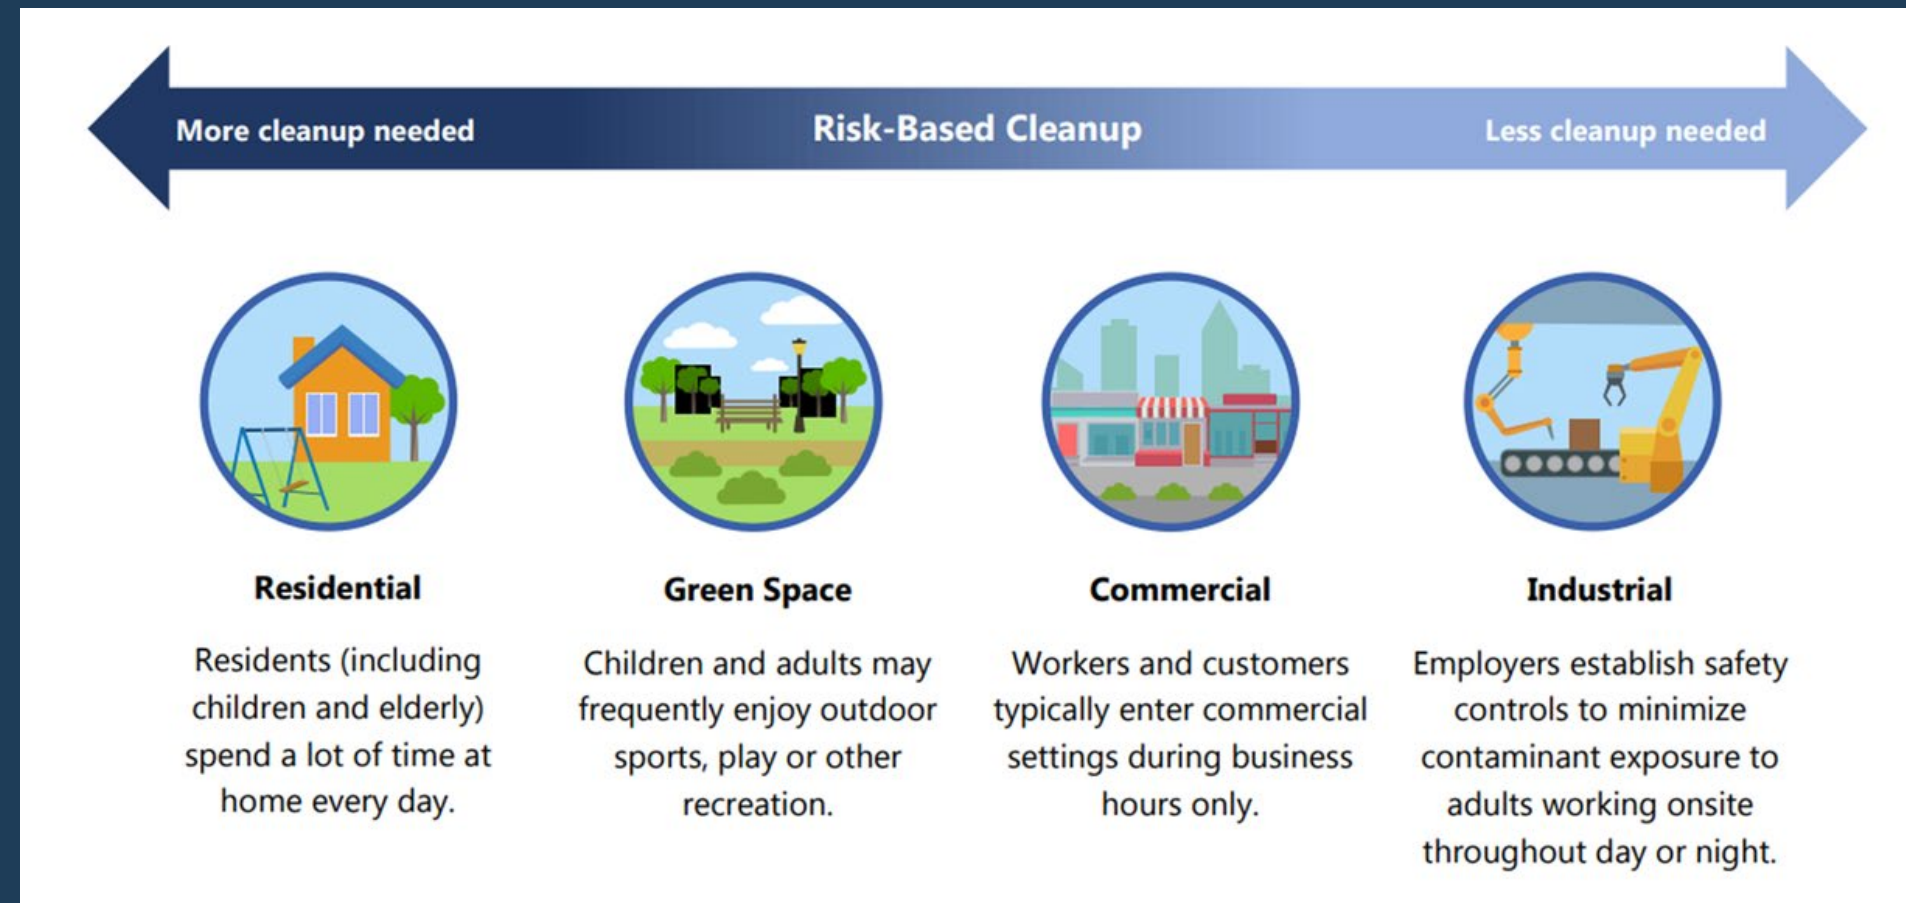 More cleanup needed
Risk-Based Cleanup
Less cleanup needed
Residential
Residents (including
children and elderly)
spend a lot of time at
home every day.
Green Space
Children and adults may
frequently enjoy outdoor
sports, play or other
recreation.
Commercial
Workers and customers
typically enter commercial
settings during business
hours only.
Industrial
Employers establish safety
controls to minimize
contaminant exposure to
adults working onsite
throughout day or night.